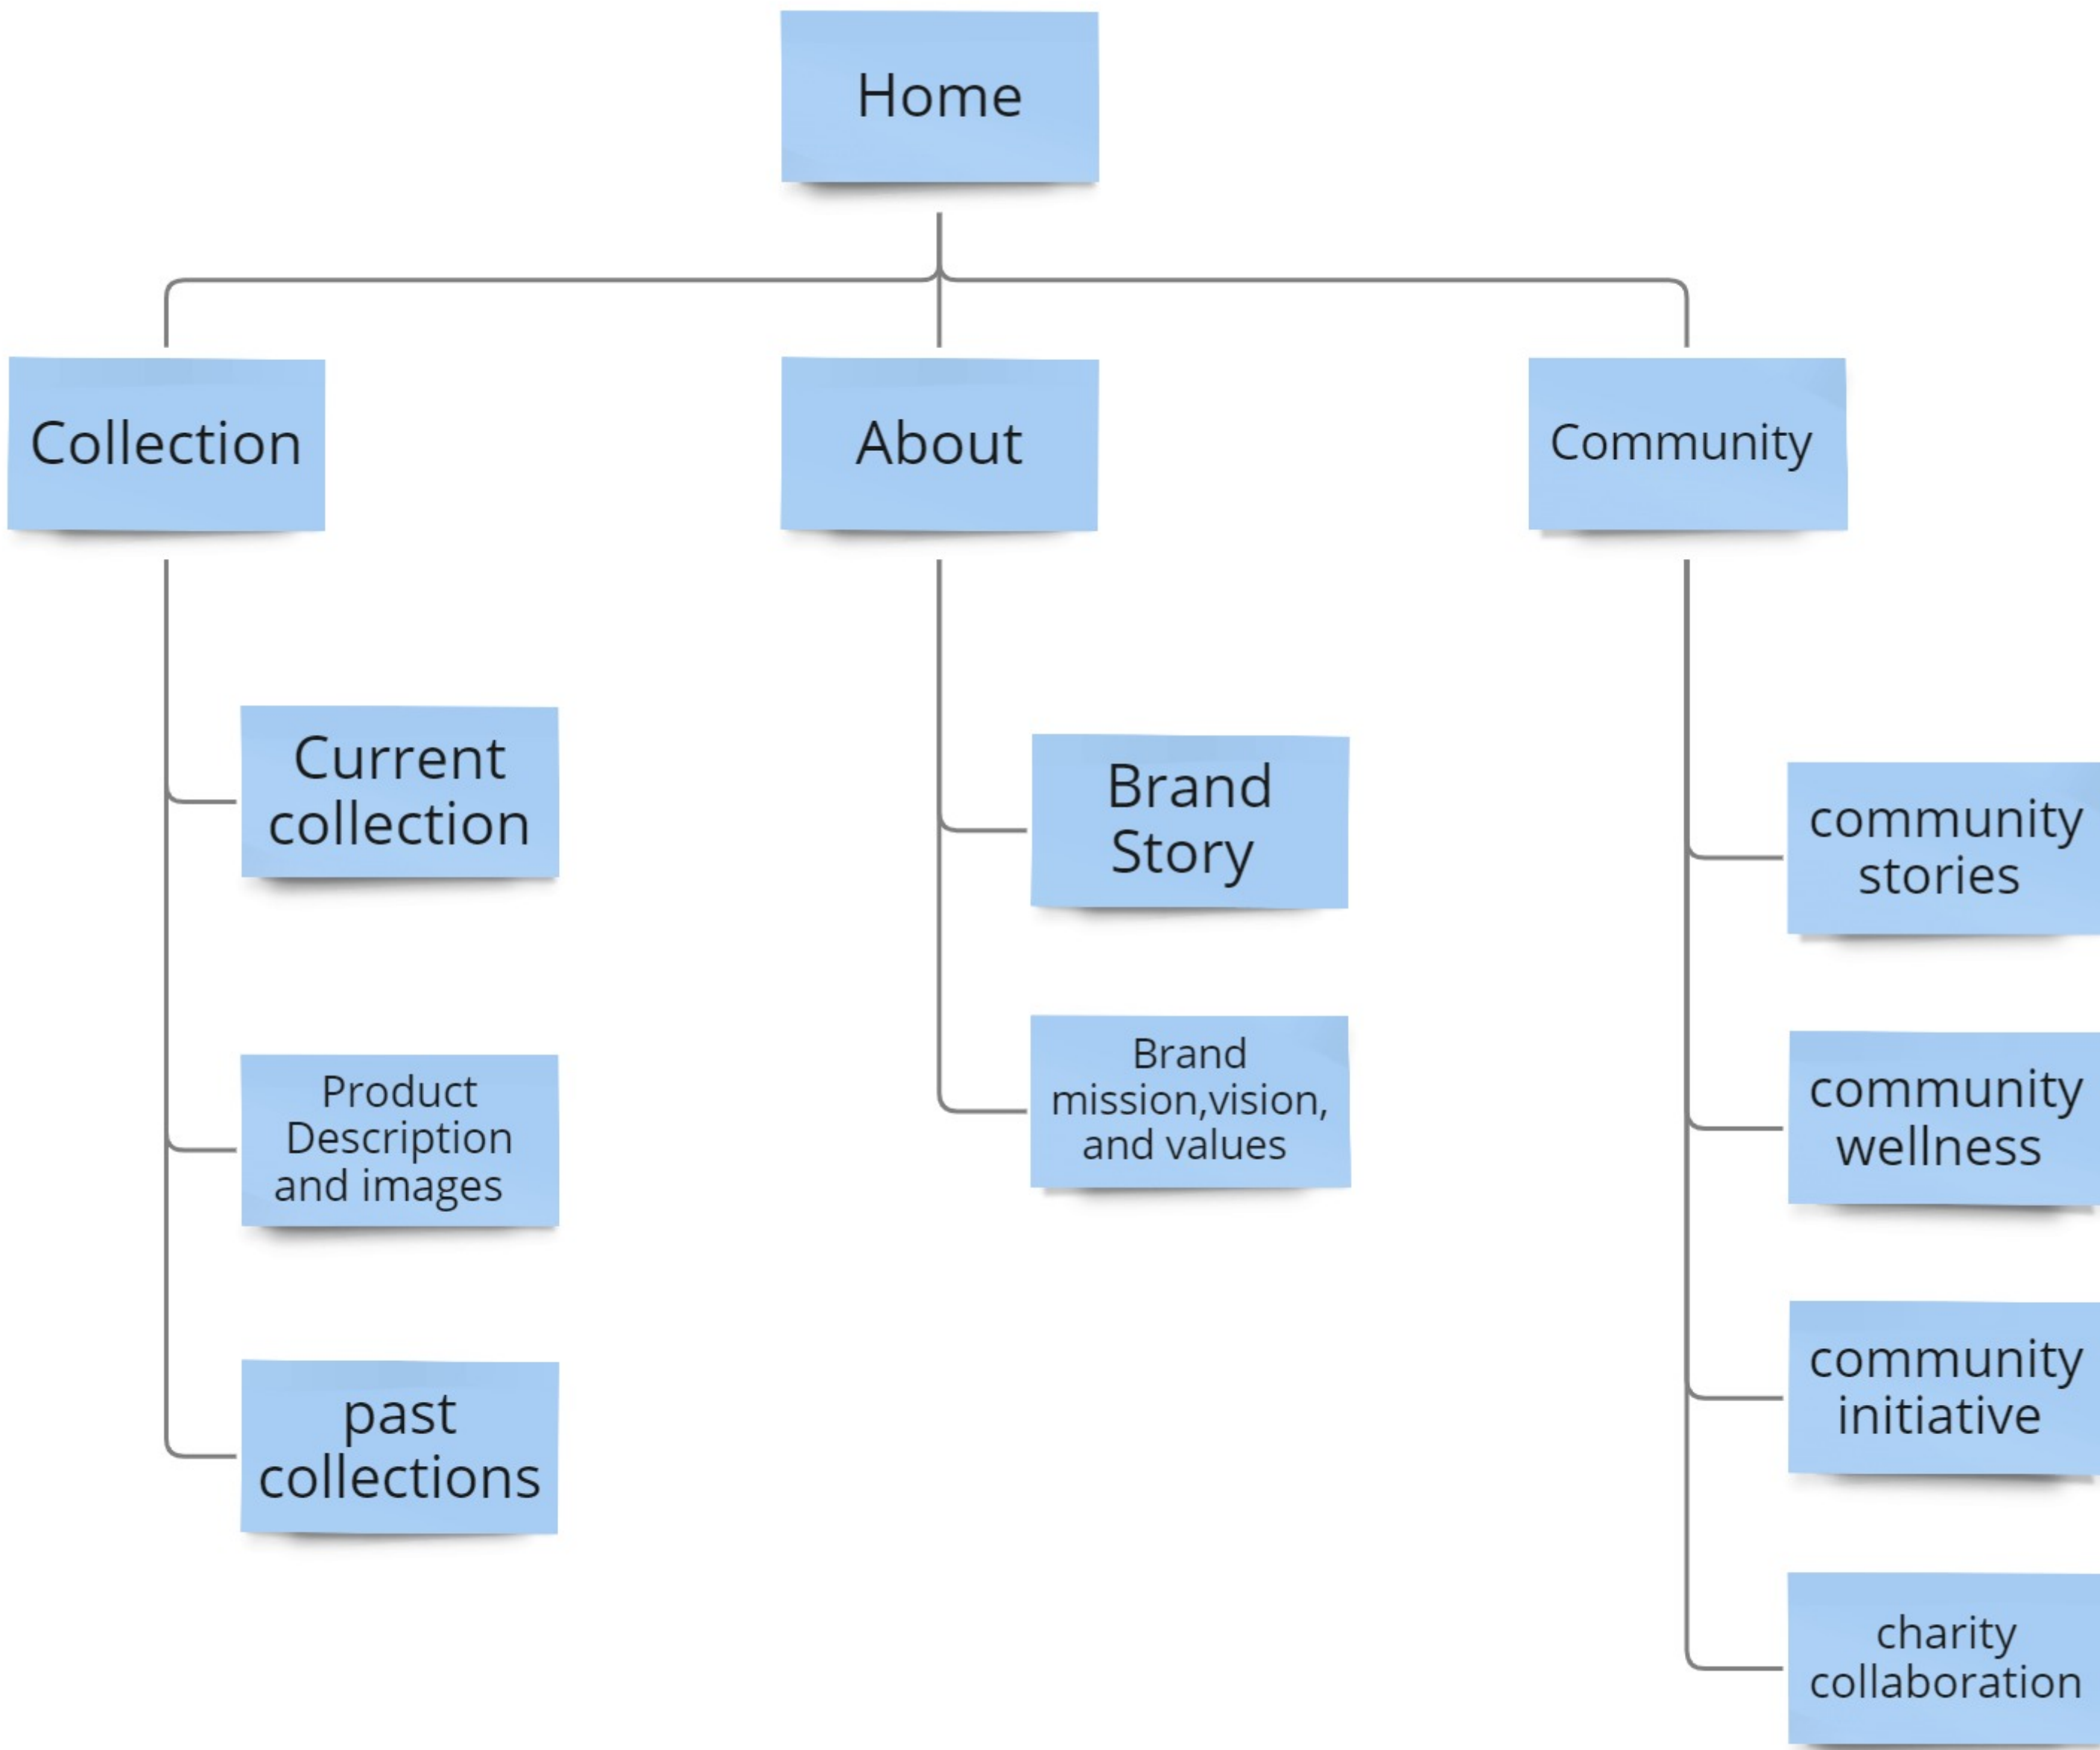 Home
Collection
About
Community
Current
collection
Product
Description
and images
past
collections
Brand
Story
Brand
mission,vision,
and values
community
stories
community
wellness
community
initiative
charity
collaboration